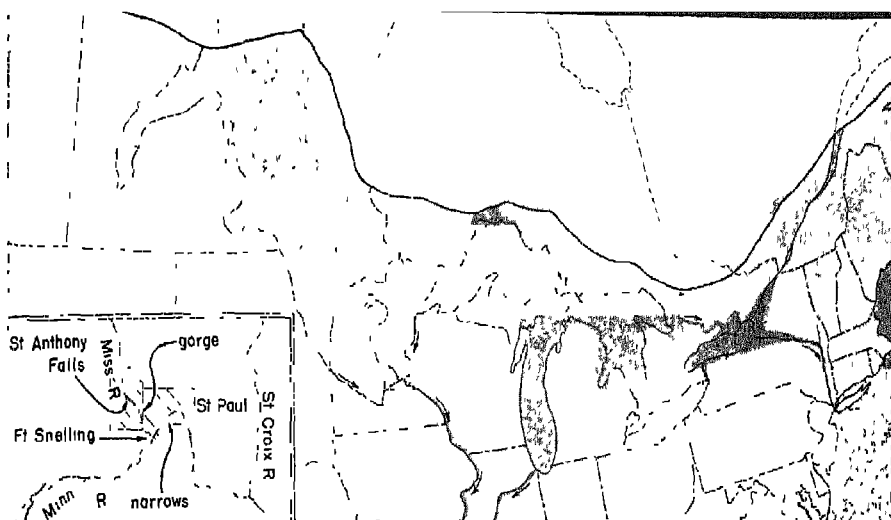 St Anthony
Falls
Miss R
gorge
St Paul
St Croix R
Ft Snelling
Minn R
narrows